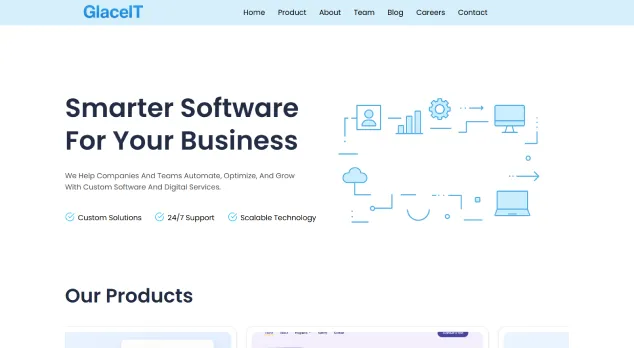 GlaceIT
Home Product About Team Blog Careers Contact
Smarter Software
For Your Business
We Help Companies And Teams Automate, Optimize, And Grow
With Custom Software And Digital Services.
Custom Solutions 24/7 Support Scalable Technology
Our Products